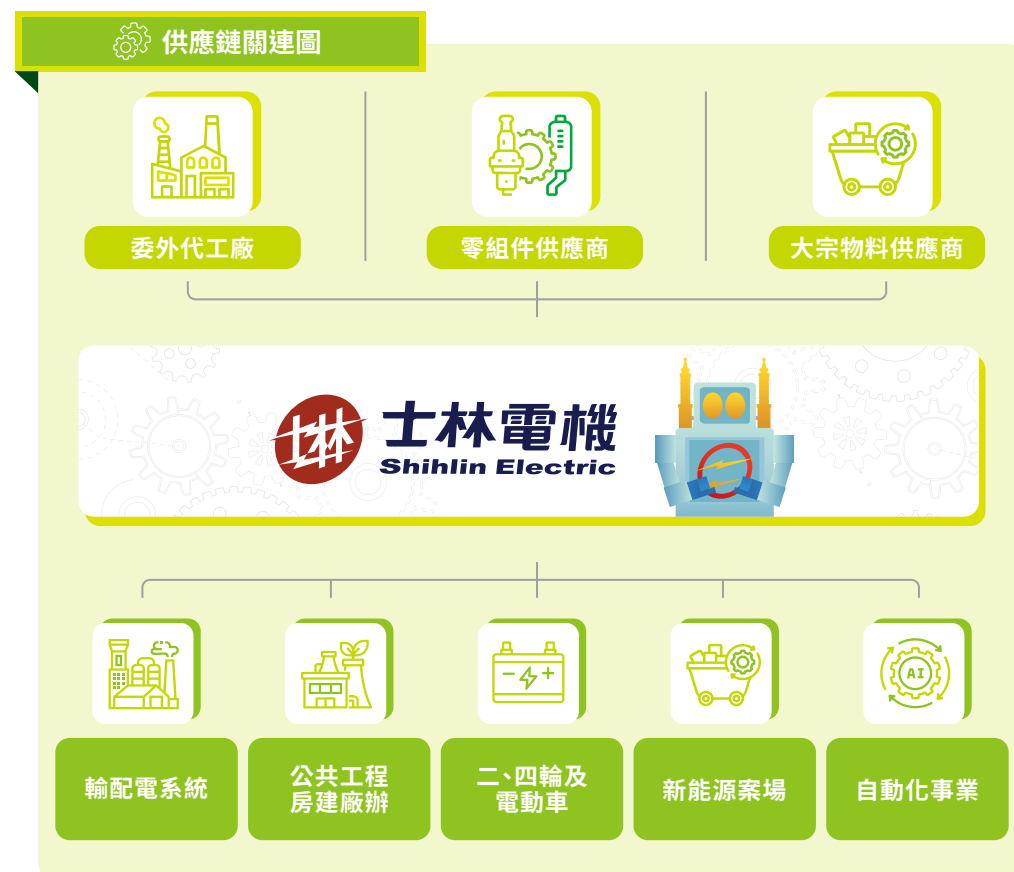 供應鏈關連圖
委外代工廠
零組件供應商
大宗物料供應商
士林電機
Shihlin Electric
輸配電系統
公共工程
房建廠辦
二、四輪及
電動車
新能源案場
AI
自動化事業